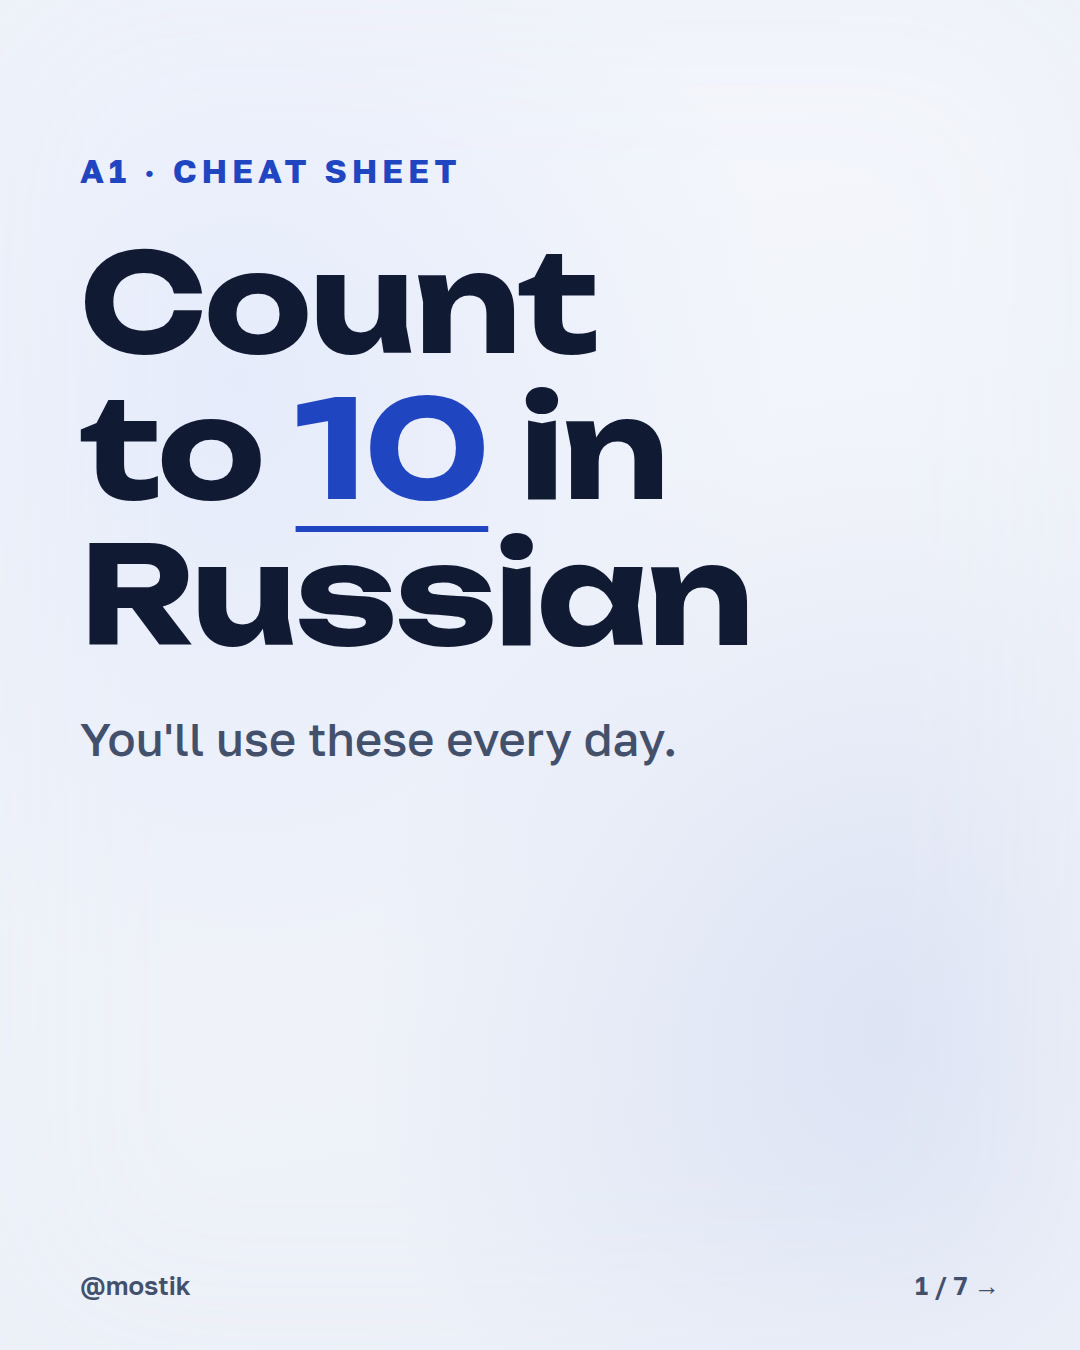 A1 · CHEAT SHEET
Count
to 10 in
Russian
You'll use these every day.
@mostik
1 / 7 →